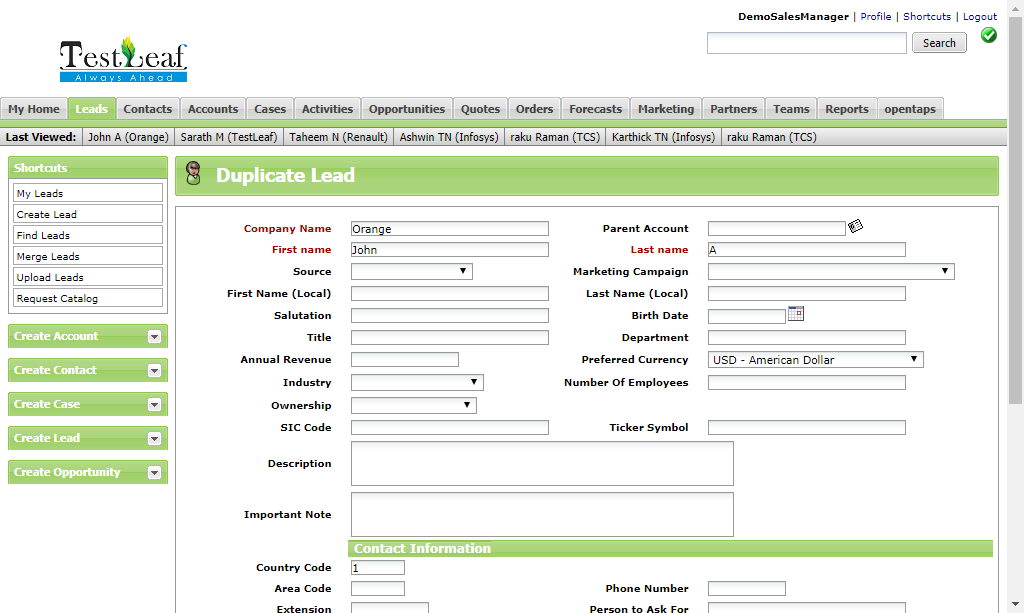 DemoSalesManager | Profile | Shortcuts | Logout
Search
TestLeaf
Always Ahead
My Home Leads Contacts Accounts Cases Activities Opportunities Quotes Orders Forecasts Marketing Partners Teams Reports opentaps
Last Viewed: John A (Orange) Sarath M (TestLeaf) Taheem N (Renault) Ashwin TN (Infosys) raku Raman (TCS) Karthick TN (Infosys) raku Raman (TCS)
Shortcuts
My Leads
Create Lead
Find Leads
Merge Leads
Upload Leads
Request Catalog
Create Account
Create Contact
Create Case
Create Lead
Create Opportunity
Duplicate Lead
Company Name Orange Parent Account
First name John Last name A
Source Marketing Campaign
First Name (Local) Last Name (Local)
Salutation Birth Date
Title Department
Annual Revenue Preferred Currency USD - American Dollar
Industry Number Of Employees
Ownership
SIC Code Ticker Symbol
Description
Important Note
Contact Information
Country Code 1
Area Code Phone Number
Extension Person to Ask For